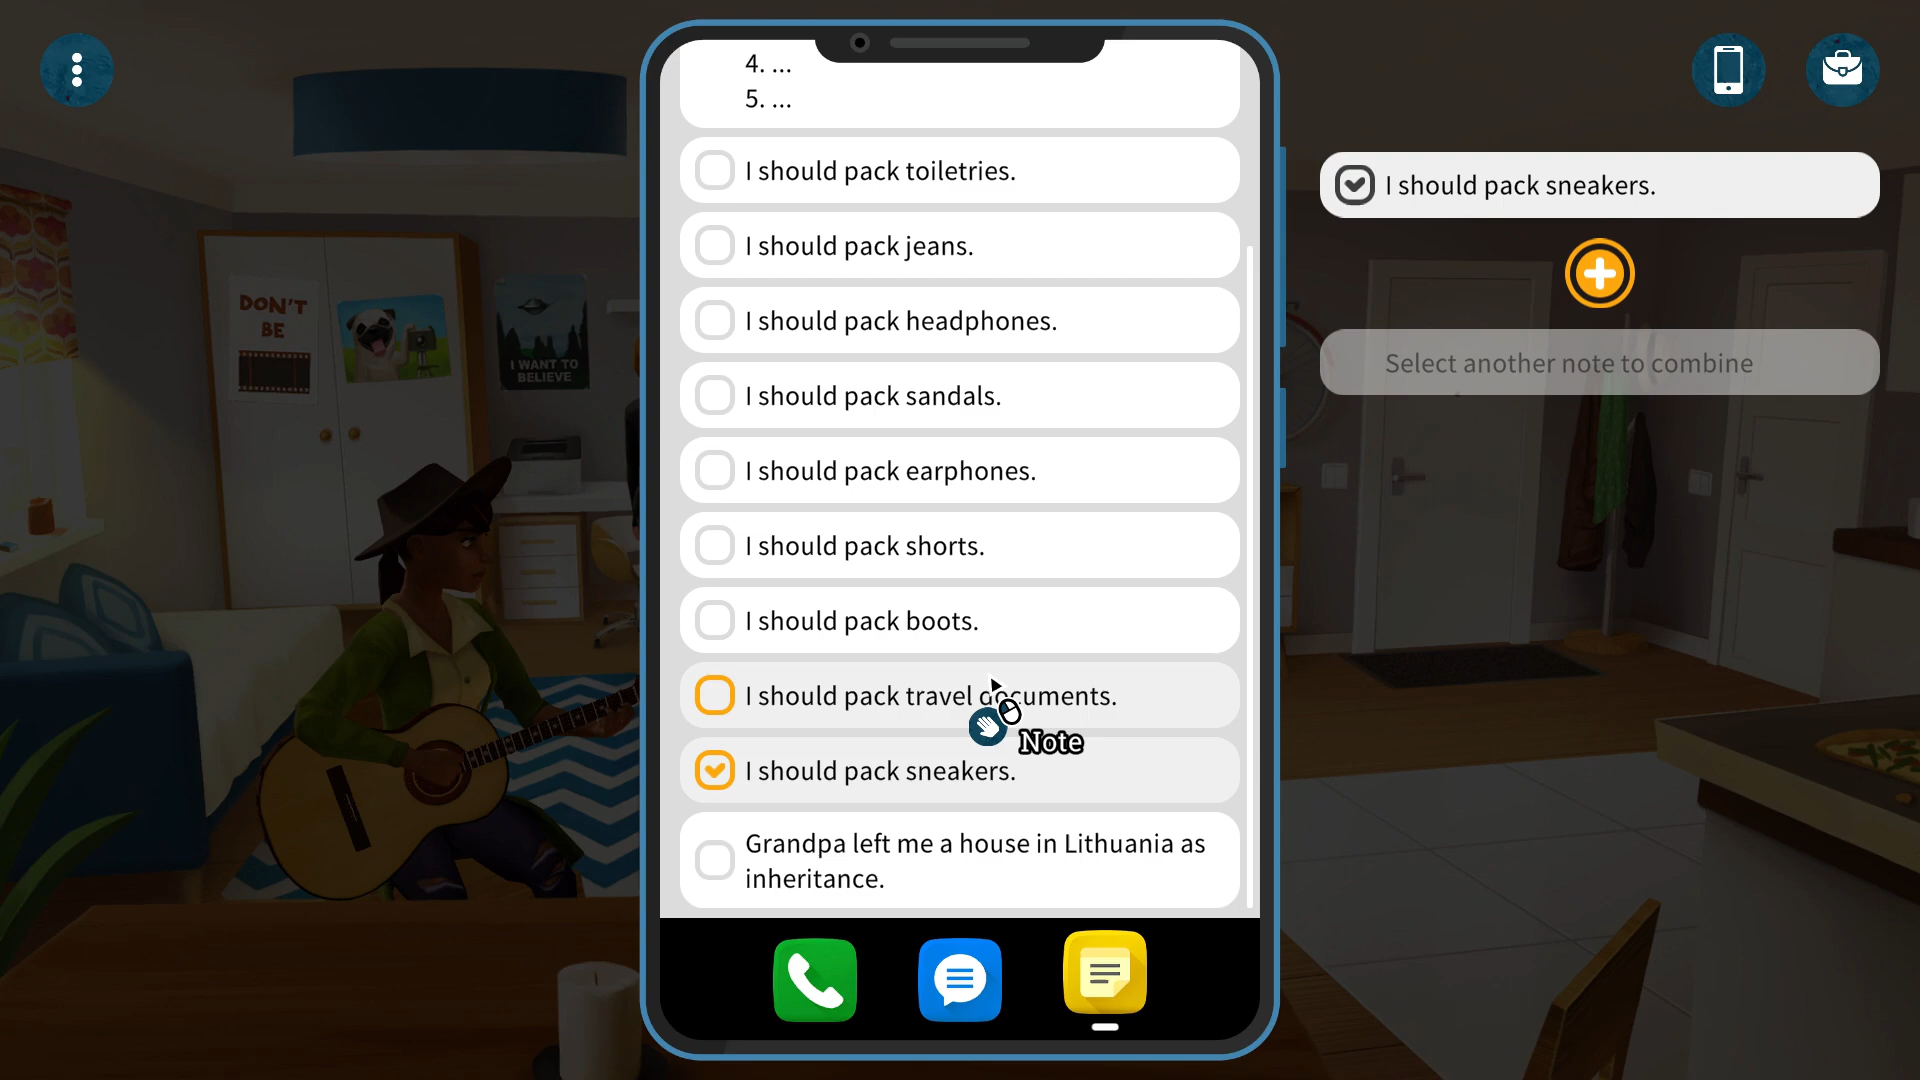 4. ...
5. ...
I should pack toiletries.
I should pack jeans.
I should pack headphones.
I should pack sandals.
I should pack earphones.
I should pack shorts.
I should pack boots.
I should pack travel documents.
Note
I should pack sneakers.
Grandpa left me a house in Lithuania as
inheritance.
I should pack sneakers.
Select another note to combine
DON'T
BE
I WANT TO
BELIEVE